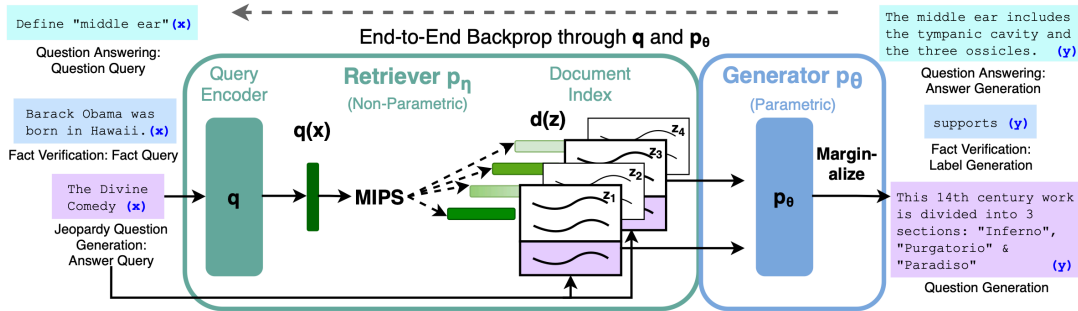 Define "middle ear" (x)
Question Answering:
Question Query
Barack Obama was
born in Hawaii. (x)
Fact Verification: Fact Query
The Divine
Comedy (x)
Jeopardy Question
Generation:
Answer Query
End-to-End Backprop through q and pθ
Query
Encoder
Retriever pη
(Non-Parametric)
Document
Index
q
q(x)
MIPS
d(z)
z4
z3
z2
z1
Generator pθ
(Parametric)
pθ
Margin-
alize
The middle ear includes
the tympanic cavity and
the three ossicles. (y)
Question Answering:
Answer Generation
supports (y)
Fact Verification:
Label Generation
This 14th century work
is divided into 3
sections: "Inferno",
"Purgatorio" &
"Paradiso" (y)
Question Generation